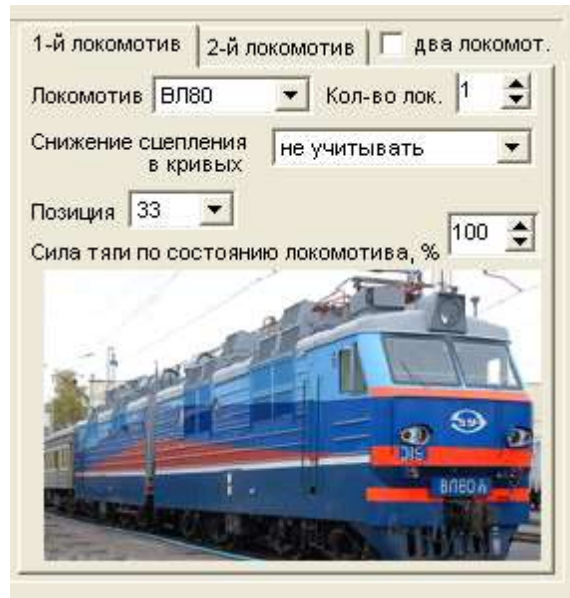 1-й локомотив 2-й локомотив два локомот.
Локомотив ВЛ80 Кол-во лок. 1
Снижение сцепления
в кривых не учитывать
Позиция 33
Сила тяги по состоянию локомотива, % 100
ВЛ80